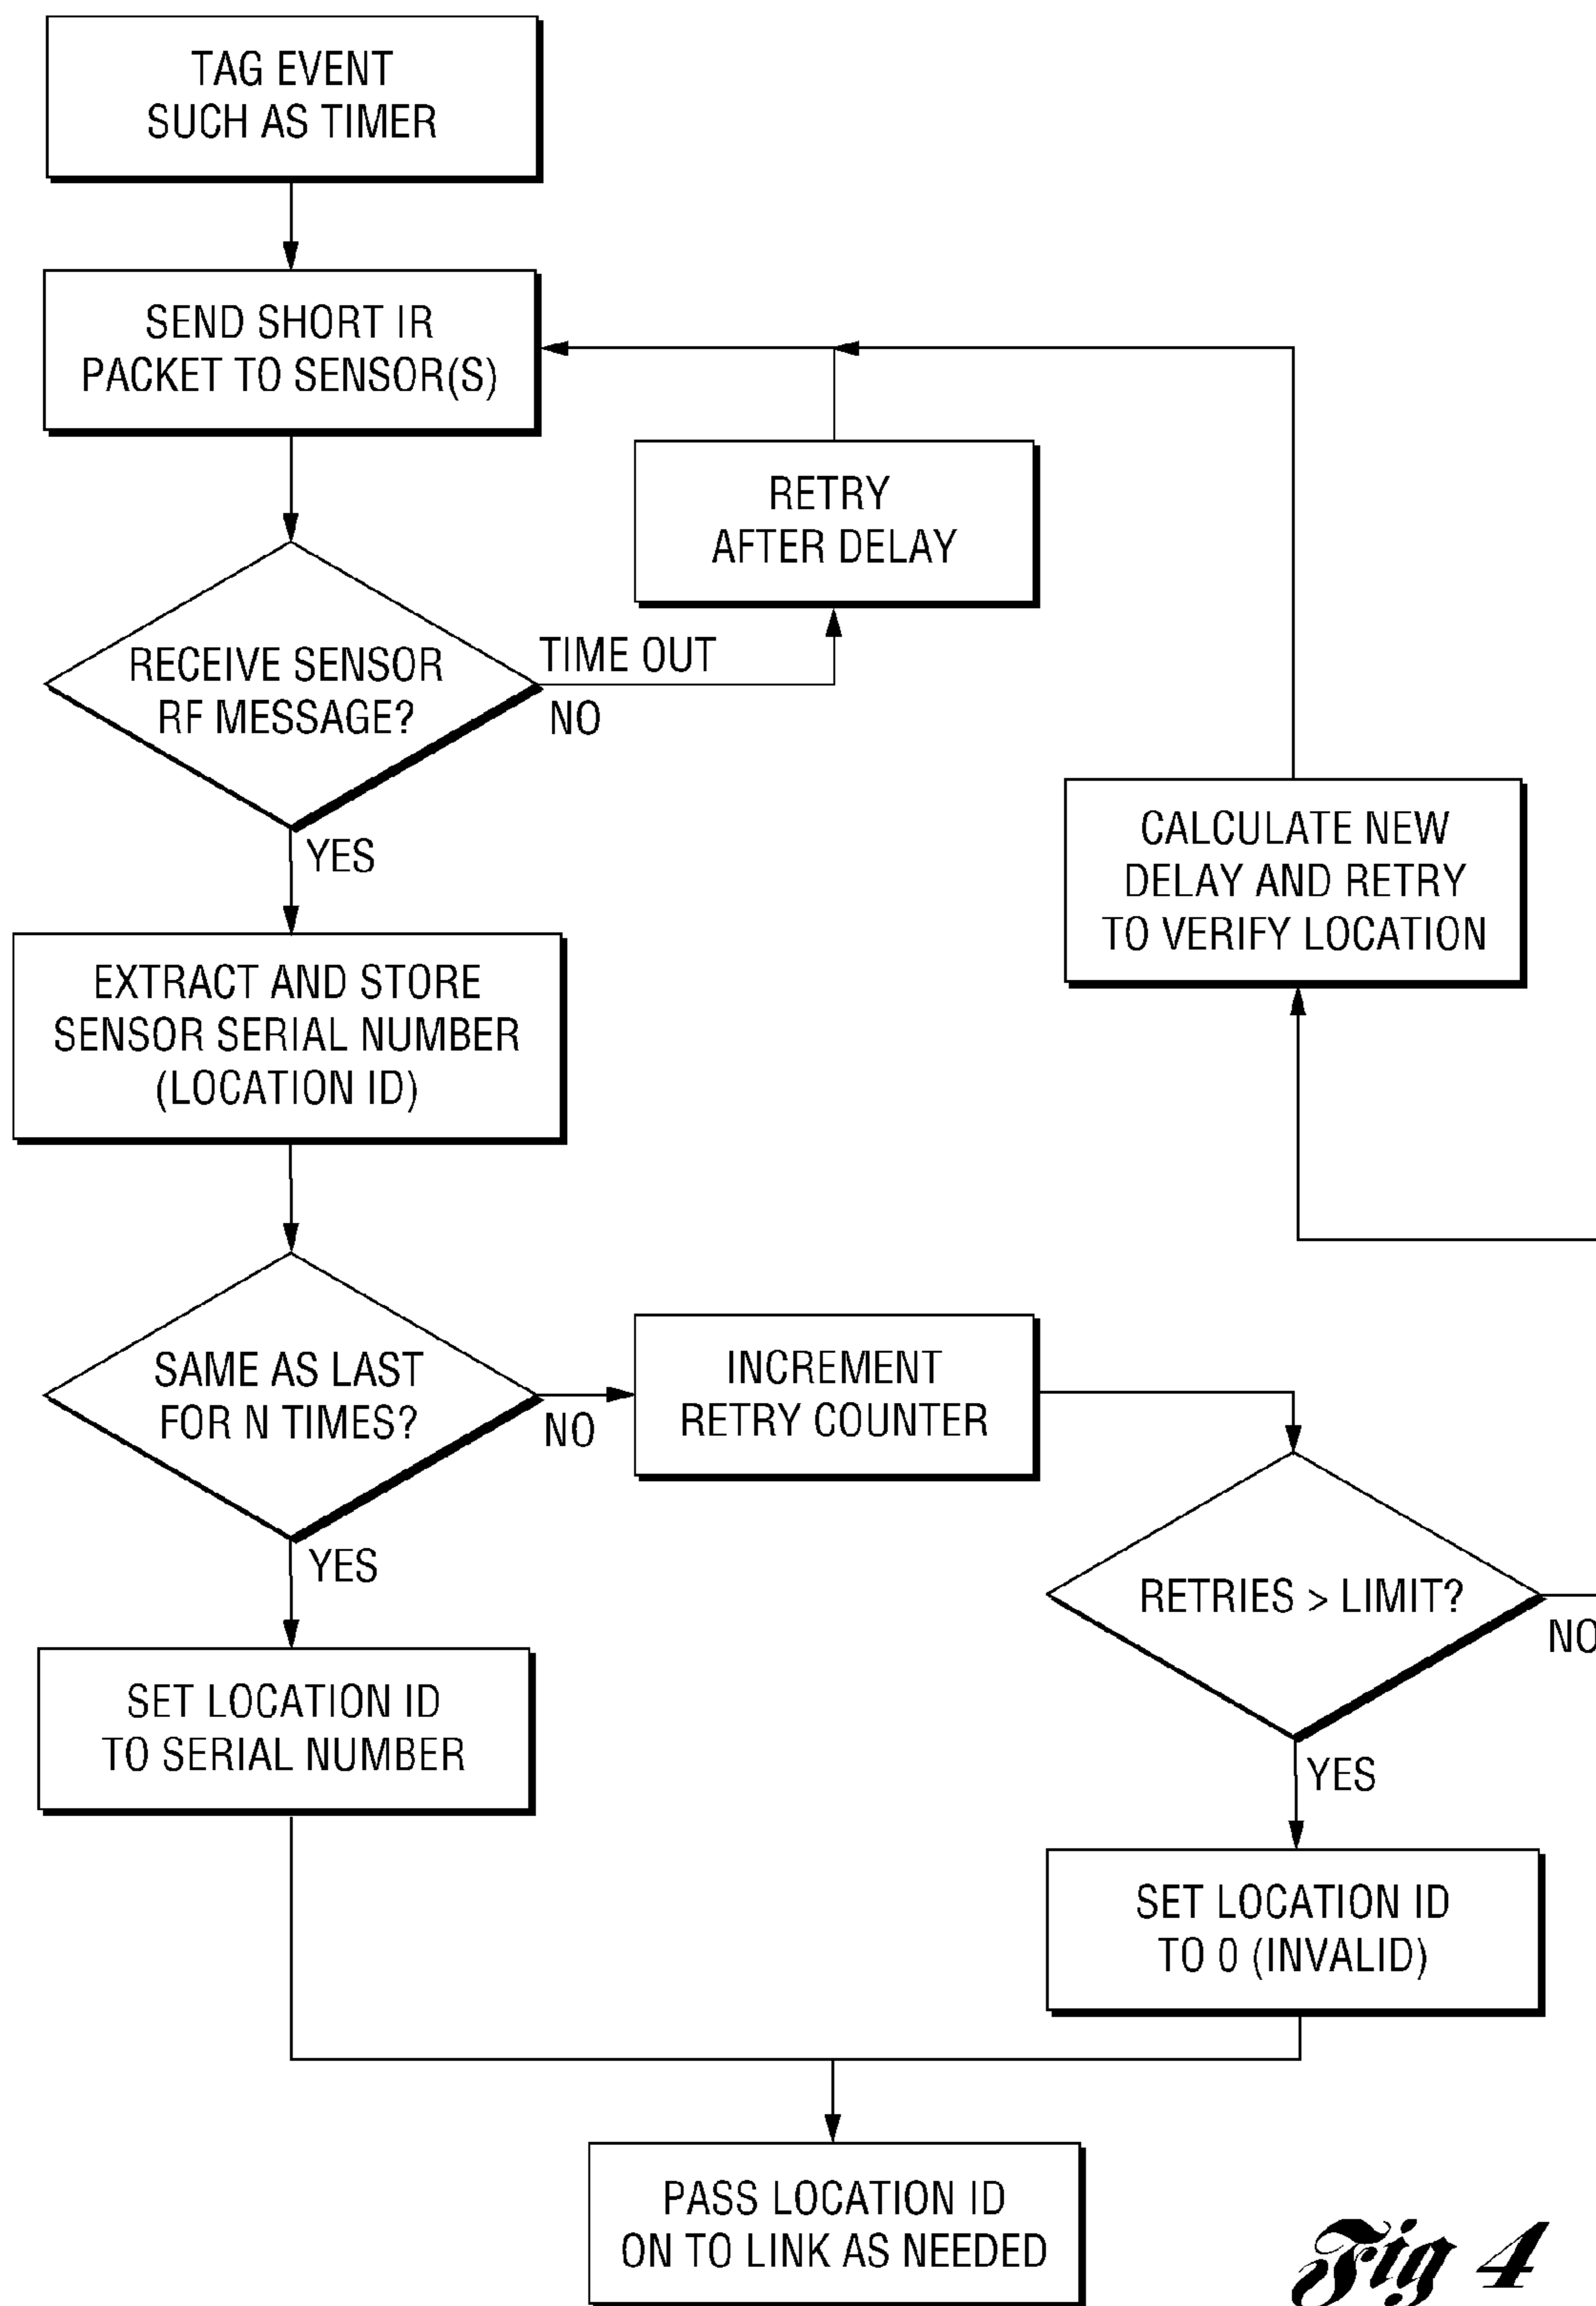 TAG EVENT
SUCH AS TIMER
SEND SHORT IR
PACKET TO SENSOR(S)
RETRY
AFTER DELAY
RECEIVE SENSOR
RF MESSAGE?
TIME OUT
NO
YES
CALCULATE NEW
DELAY AND RETRY
TO VERIFY LOCATION
EXTRACT AND STORE
SENSOR SERIAL NUMBER
(LOCATION ID)
SAME AS LAST
FOR N TIMES?
NO
YES
INCREMENT
RETRY COUNTER
RETRIES > LIMIT?
NO
YES
SET LOCATION ID
TO SERIAL NUMBER
SET LOCATION ID
TO 0 (INVALID)
PASS LOCATION ID
ON TO LINK AS NEEDED
Fig 4